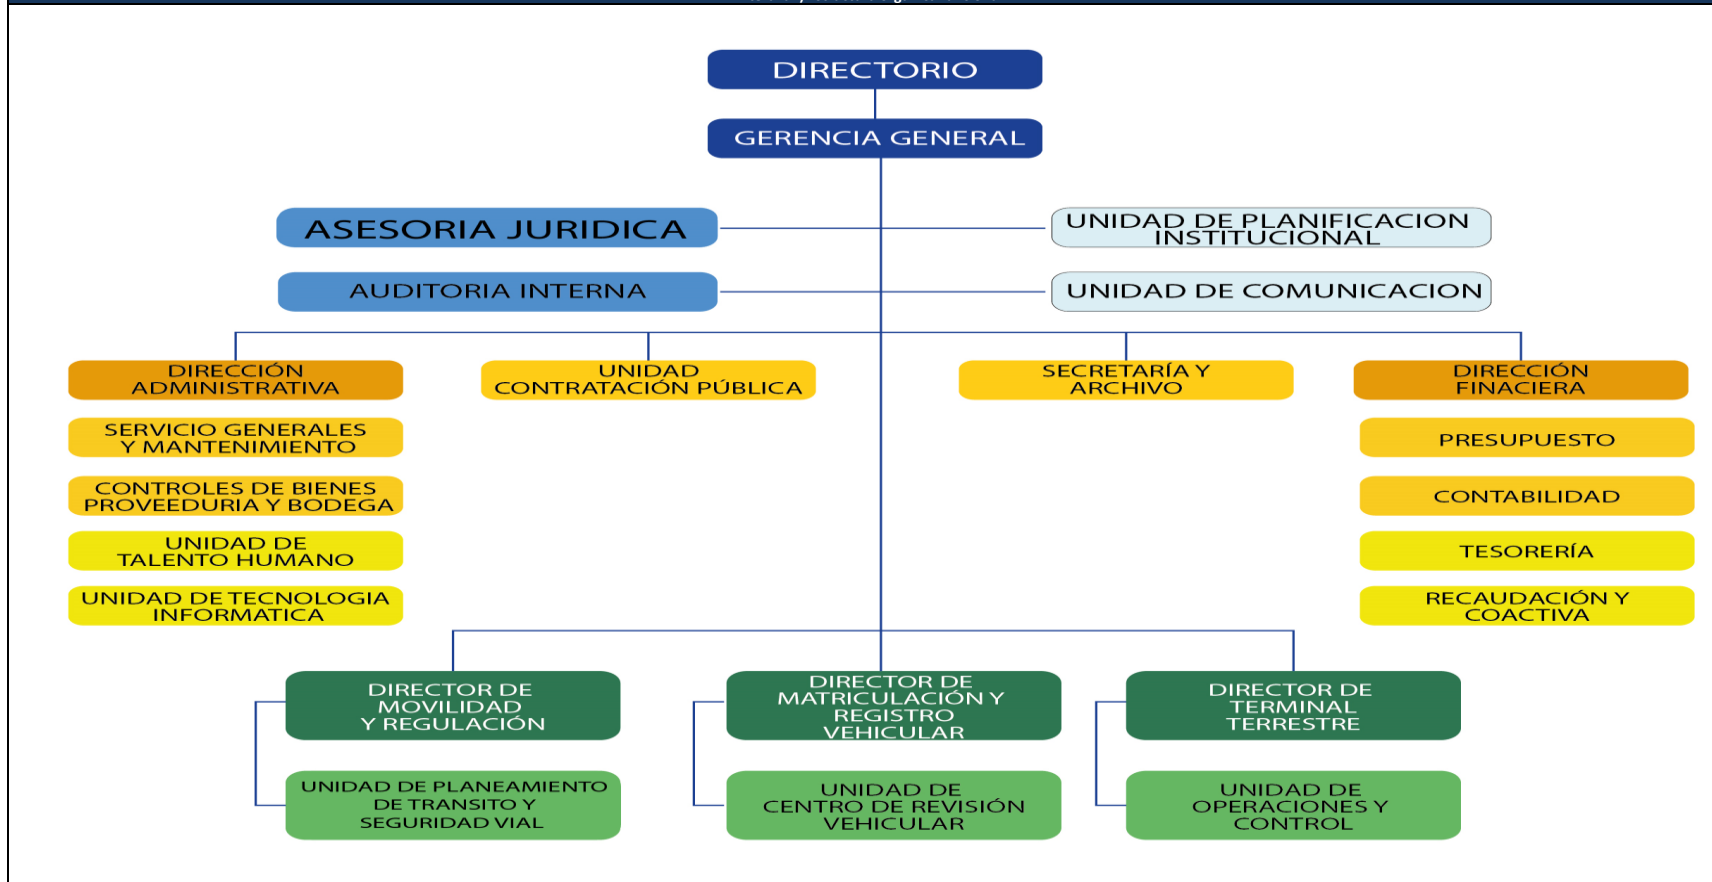 DIRECTORIO
GERENCIA GENERAL
ASESORIA JURIDICA
UNIDAD DE PLANIFICACION
INSTITUCIONAL
AUDITORIA INTERNA
UNIDAD DE COMUNICACION
DIRECCIÓN
ADMINISTRATIVA
UNIDAD
CONTRATACIÓN PÚBLICA
SECRETARÍA Y
ARCHIVO
DIRECCIÓN
FINACIERA
SERVICIO GENERALES
Y MANTENIMIENTO
CONTROLES DE BIENES
PROVEEDURIA Y BODEGA
UNIDAD DE
TALENTO HUMANO
UNIDAD DE TECNOLOGIA
INFORMATICA
PRESUPUESTO
CONTABILIDAD
TESORERÍA
RECAUDACIÓN Y
COACTIVA
DIRECTOR DE
MOVILIDAD
Y REGULACIÓN
DIRECTOR DE
MATRICULACIÓN Y
REGISTRO
VEHICULAR
DIRECTOR DE
TERMINAL
TERRESTRE
UNIDAD DE PLANEAMIENTO
DE TRANSITO Y
SEGURIDAD VIAL
UNIDAD DE
CENTRO DE REVISIÓN
VEHICULAR
UNIDAD DE
OPERACIONES Y
CONTROL